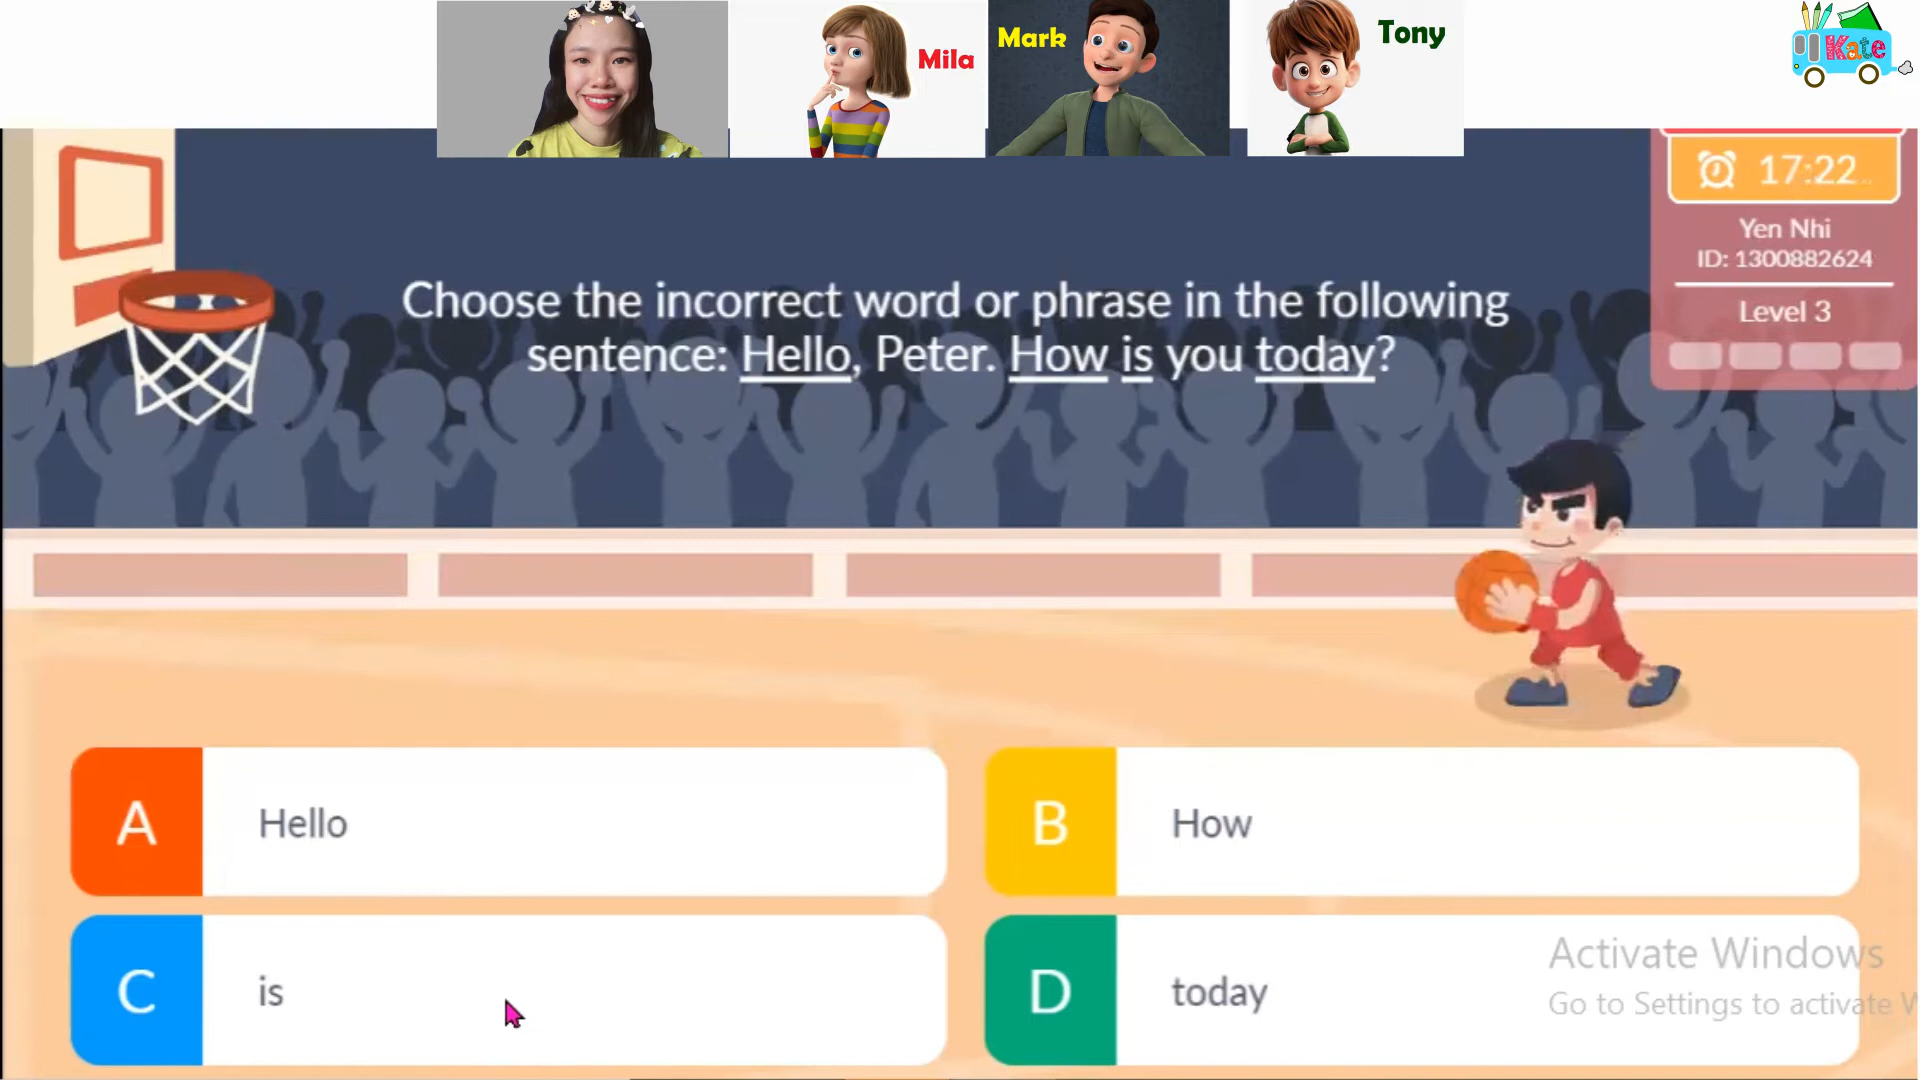 Mila
Mark
Tony
Kate
17:22
Yen Nhi
ID: 1300882624
Level 3
Choose the incorrect word or phrase in the following
sentence: Hello, Peter. How is you today?
A Hello
B How
C is
D today
Activate Windows
Go to Settings to activate W